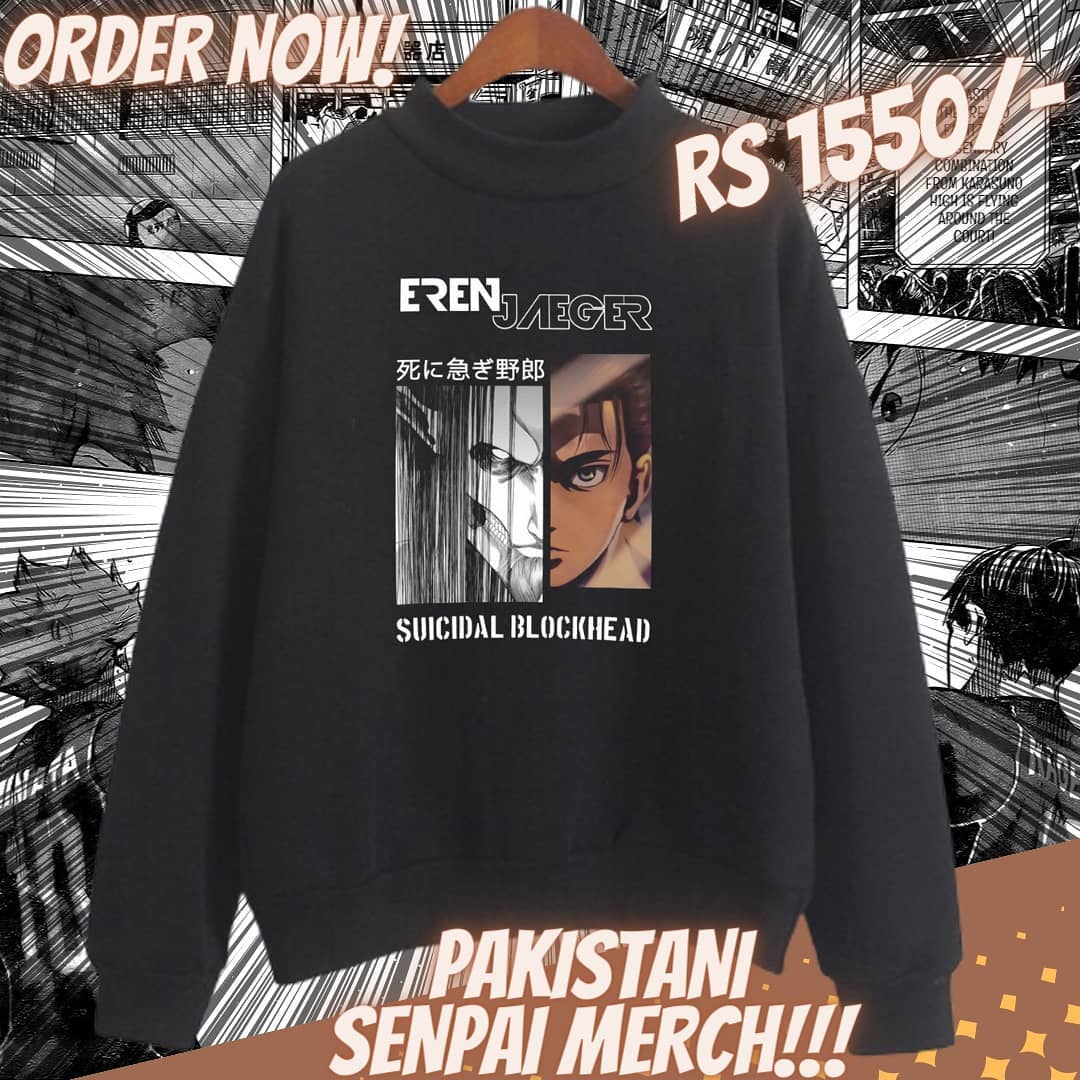 ORDER NOW!
RS 1550/-
COMBINATION
FROM KARASUNO
HIGH IS FLYING
AROUND THE
COURT!
EREN
JAEGER
死に急ぎ野郎
SUICIDAL BLOCKHEAD
PAKISTANI
SENPAI MERCH!!!